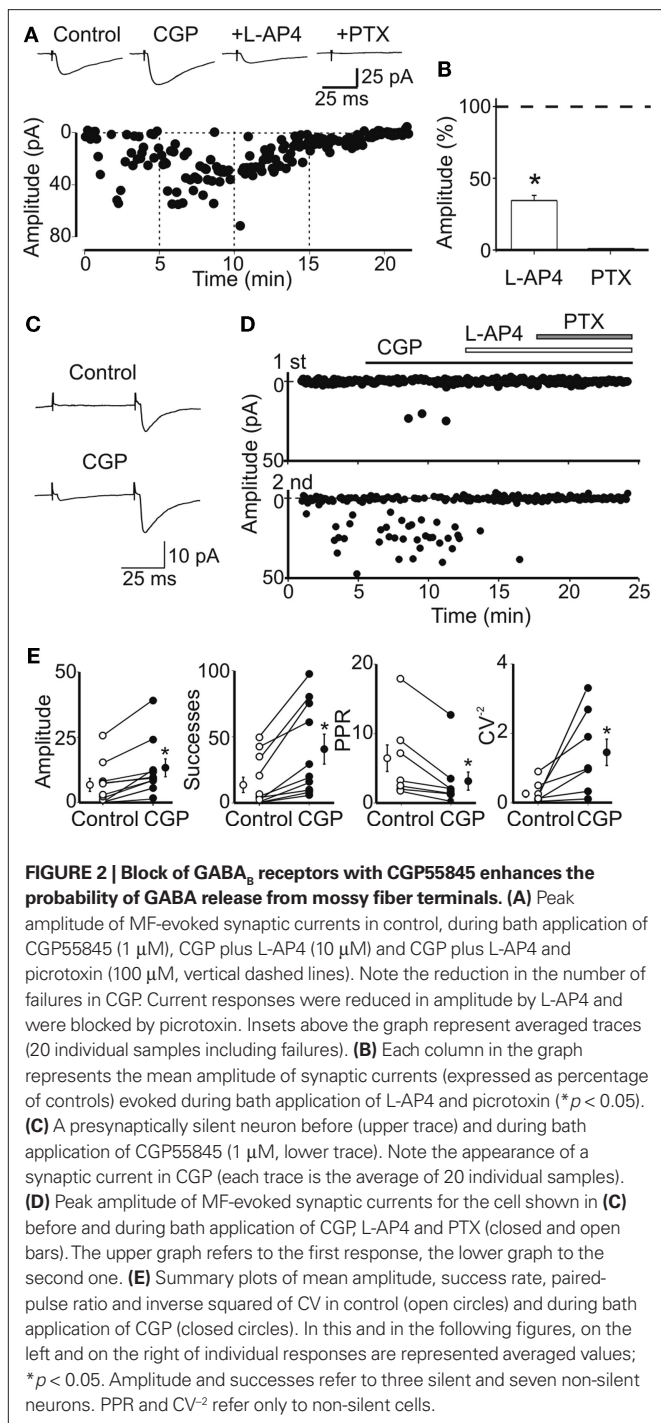 A
Control CGP +L-AP4 +PTX
25 pA
25 ms
Amplitude (pA)
0
40
80
0 5 10 15 20
Time (min)
B
Amplitude (%)
100
50
0
*
L-AP4 PTX
C
Control
CGP
10 pA
25 ms
D
PTX
L-AP4
CGP
1 st
0
50
Amplitude (pA)
2 nd
0
50
0 5 10 15 20 25
Time (min)
E
Amplitude
50
25
0
*
Control CGP
Successes
100
50
0
*
Control CGP
PPR
20
10
0
*
Control CGP
CV⁻²
4
2
0
*
Control CGP
FIGURE 2 | Block of GABA_B receptors with CGP55845 enhances the
probability of GABA release from mossy fiber terminals. (A) Peak
amplitude of MF-evoked synaptic currents in control, during bath application of
CGP55845 (1 μM), CGP plus L-AP4 (10 μM) and CGP plus L-AP4 and
picrotoxin (100 μM, vertical dashed lines). Note the reduction in the number of
failures in CGP. Current responses were reduced in amplitude by L-AP4 and
were blocked by picrotoxin. Insets above the graph represent averaged traces
(20 individual samples including failures). (B) Each column in the graph
represents the mean amplitude of synaptic currents (expressed as percentage
of controls) evoked during bath application of L-AP4 and picrotoxin (*p < 0.05).
(C) A presynaptically silent neuron before (upper trace) and during bath
application of CGP55845 (1 μM, lower trace). Note the appearance of a
synaptic current in CGP (each trace is the average of 20 individual samples).
(D) Peak amplitude of MF-evoked synaptic currents for the cell shown in (C)
before and during bath application of CGP, L-AP4 and PTX (closed and open
bars). The upper graph refers to the first response, the lower graph to the
second one. (E) Summary plots of mean amplitude, success rate, paired-
pulse ratio and inverse squared of CV in control (open circles) and during bath
application of CGP (closed circles). In this and in the following figures, on the
left and on the right of individual responses are represented averaged values;
*p < 0.05. Amplitude and successes refer to three silent and seven non-silent
neurons. PPR and CV⁻² refer only to non-silent cells.